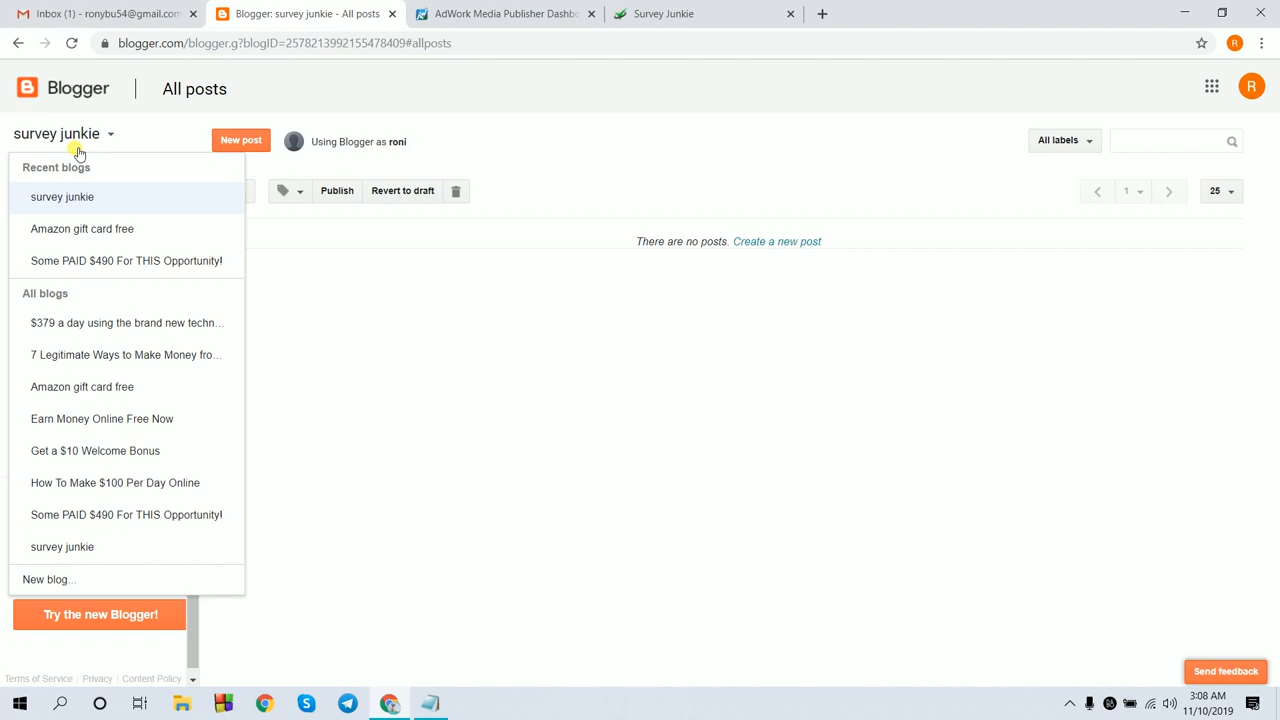 Inbox (1) - ronybu54@gmail.com
Blogger: survey junkie - All posts
AdWork Media Publisher Dashbo
Survey Junkie
blogger.com/blogger.g?blogID=2578213992155478409#allposts
R
Blogger
All posts
R
survey junkie
New post
Using Blogger as roni
All labels
Recent blogs
survey junkie
Publish
Revert to draft
1
25
Amazon gift card free
There are no posts. Create a new post
Some PAID $490 For THIS Opportunity!
All blogs
$379 a day using the brand new techn...
7 Legitimate Ways to Make Money fro...
Amazon gift card free
Earn Money Online Free Now
Get a $10 Welcome Bonus
How To Make $100 Per Day Online
Some PAID $490 For THIS Opportunity!
survey junkie
New blog...
Try the new Blogger!
Send feedback
Terms of Service | Privacy | Content Policy
3:08 AM
11/10/2019